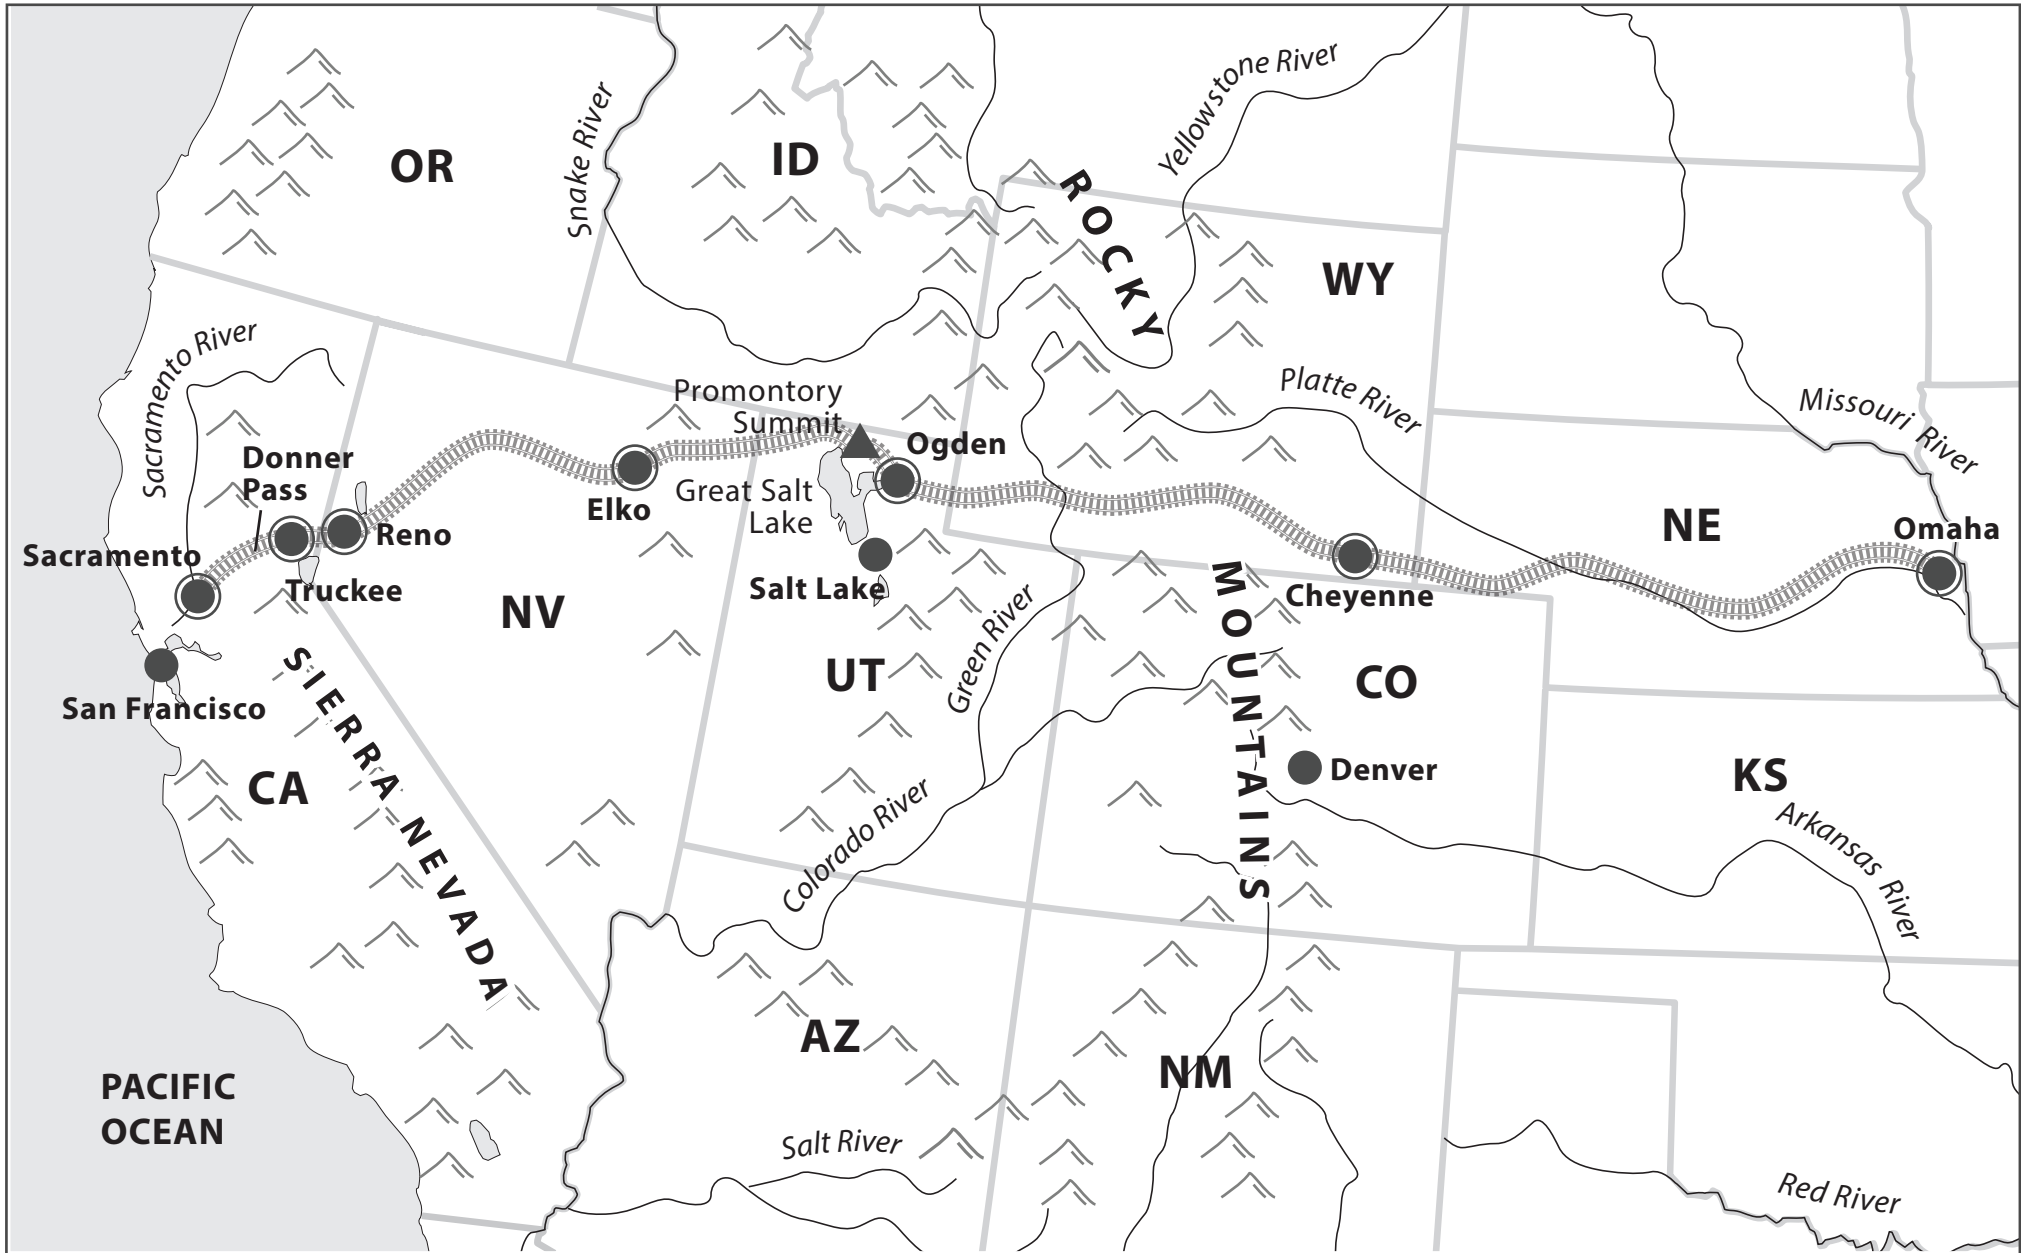 OR
Snake River
ID
Yellowstone River
ROCKY
WY
Sacramento River
Promontory
Summit
Platte River
Missouri River
Donner
Pass
Ogden
Great Salt
Lake
Elko
Reno
NE
Omaha
Sacramento
Truckee
Salt Lake
Cheyenne
NV
MOUNTAINS
Green River
UT
CO
SIERRA NEVADA
San Francisco
CA
Denver
KS
Colorado River
Arkansas River
AZ
NM
PACIFIC
OCEAN
Salt River
Red River